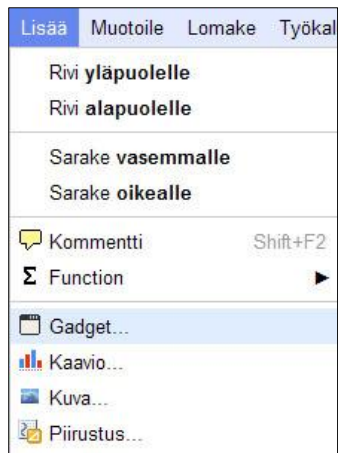 Lisää Muotoile Lomake Työkal
Rivi yläpuolelle
Rivi alapuolelle
Sarake vasemmalle
Sarake oikealle
Kommentti Shift+F2
Σ Function ▶
Gadget...
Kaavio...
Kuva...
Piirustus...